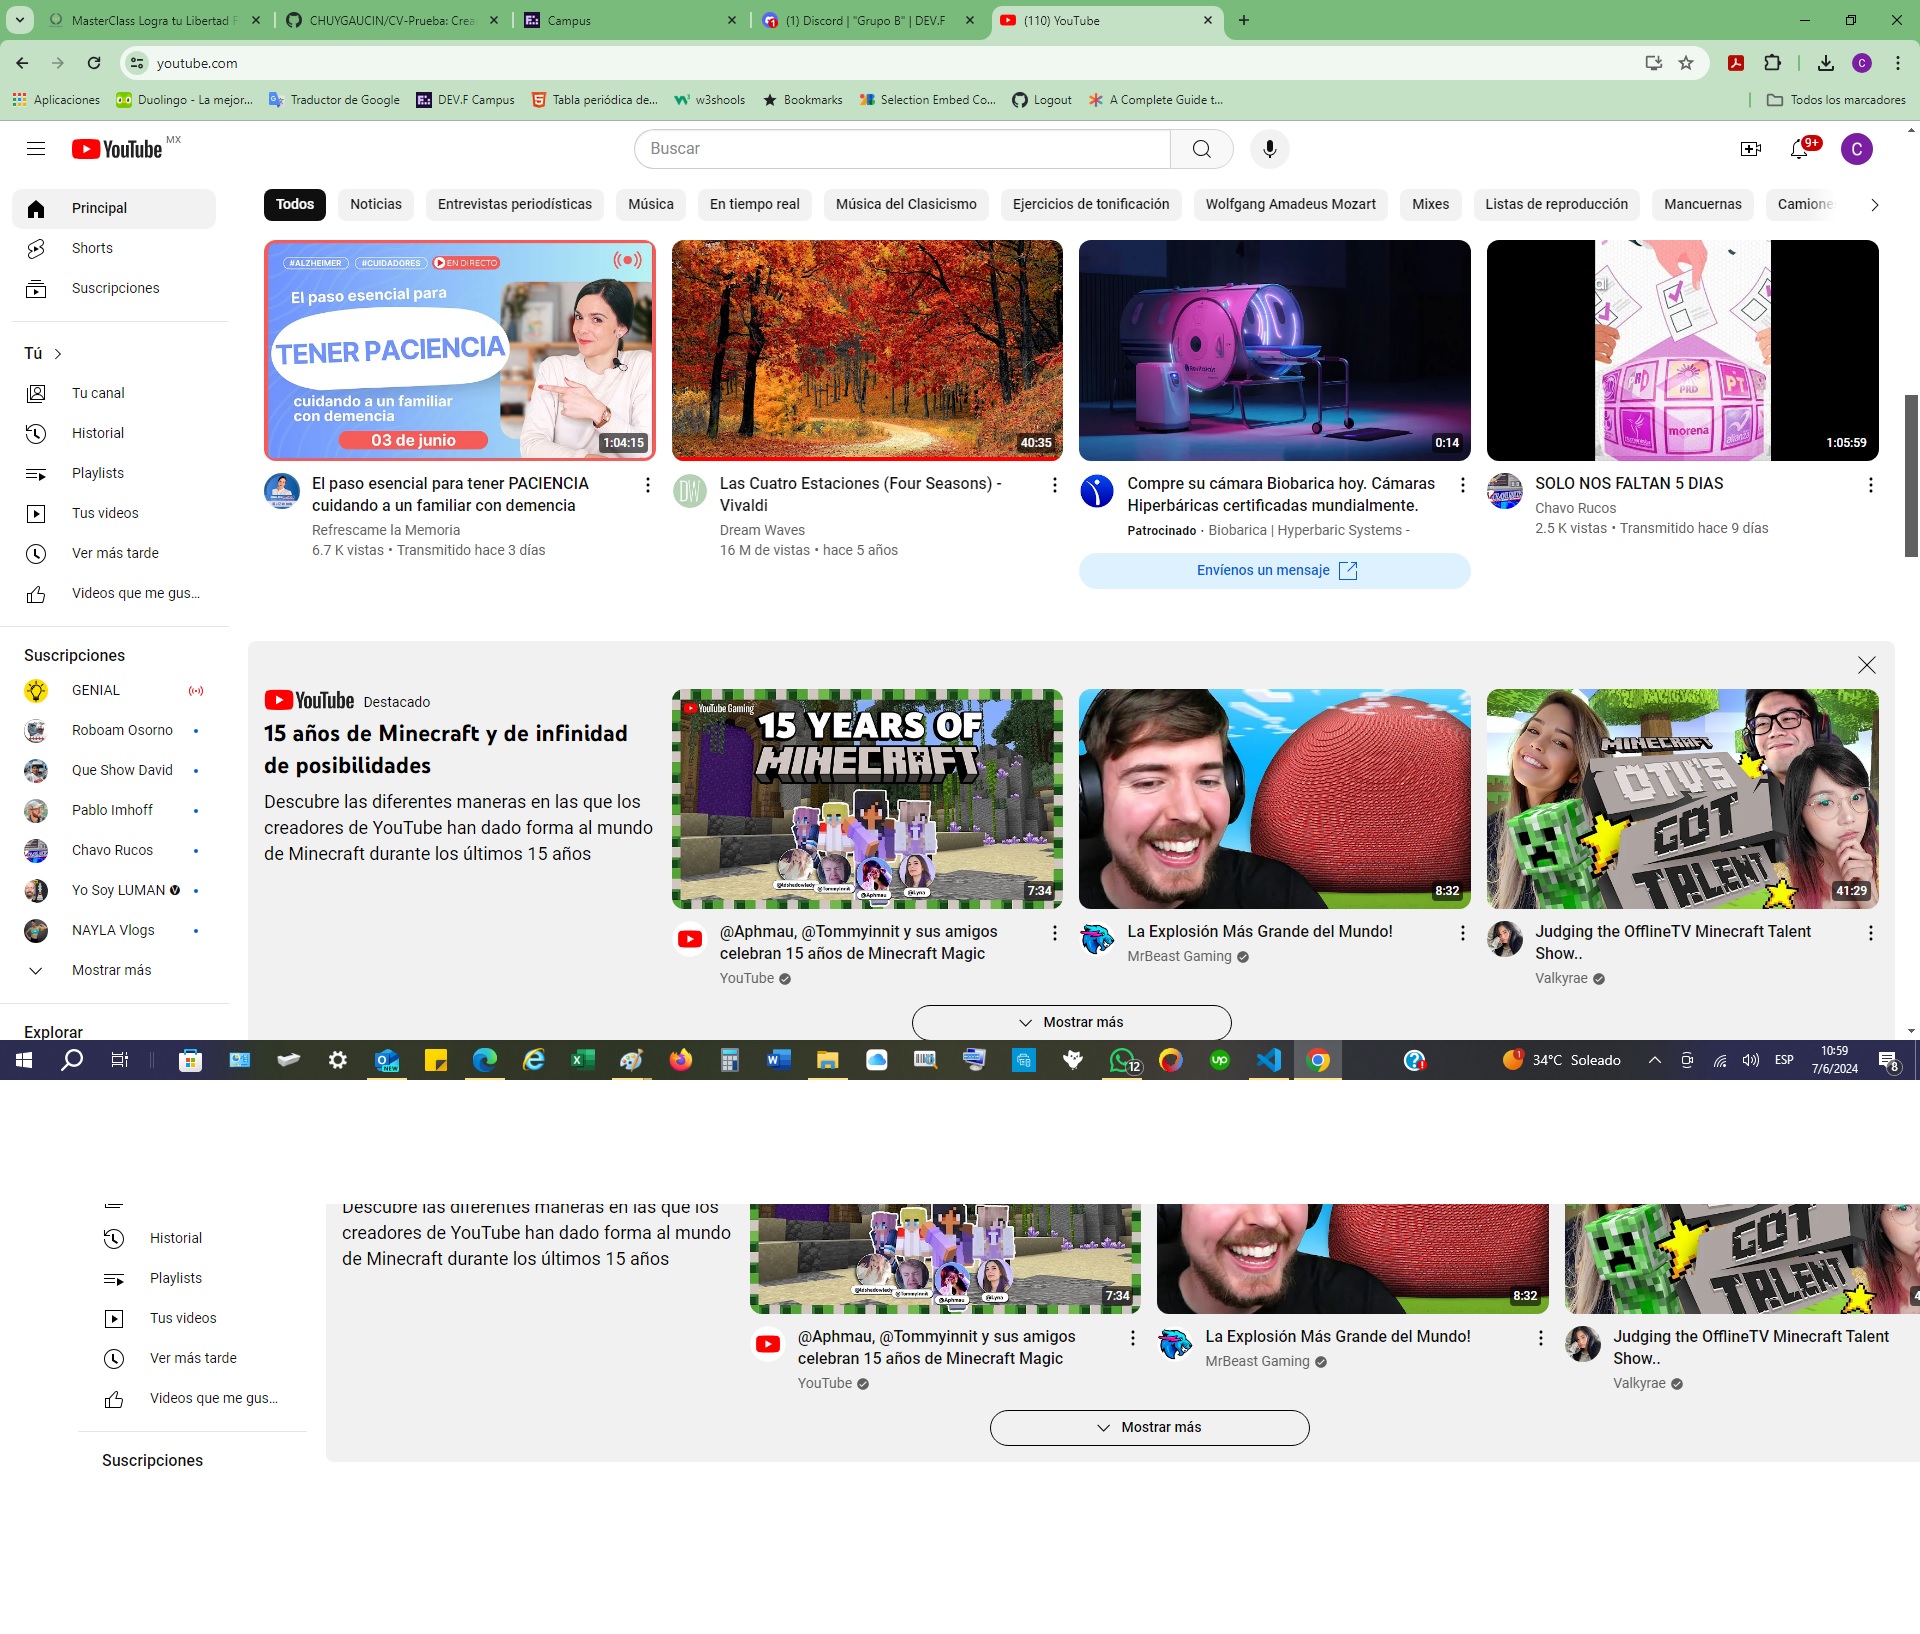 MasterClass Logra tu Libertad F
CHUYGAUCIN/CV-Prueba: Crea
Campus
(1) Discord | "Grupo B" | DEV.F
(110) YouTube
youtube.com
Aplicaciones
Duolingo - La mejor...
Traductor de Google
DEV.F Campus
Tabla periódica de...
w3shools
Bookmarks
Selection Embed Co...
Logout
A Complete Guide t...
Todos los marcadores
YouTube MX
Buscar
9+
C
Principal
Shorts
Suscripciones
Tú
Tu canal
Historial
Playlists
Tus videos
Ver más tarde
Videos que me gus...
Suscripciones
GENIAL
Roboam Osorno
Que Show David
Pablo Imhoff
Chavo Rucos
Yo Soy LUMAN
NAYLA Vlogs
Mostrar más
Explorar
Todos
Noticias
Entrevistas periodísticas
Música
En tiempo real
Música del Clasicismo
Ejercicios de tonificación
Wolfgang Amadeus Mozart
Mixes
Listas de reproducción
Mancuernas
Camione
#ALZHEIMER
#CUIDADORES
EN DIRECTO
El paso esencial para
TENER PACIENCIA
cuidando a un familiar
con demencia
03 de junio
1:04:15
El paso esencial para tener PACIENCIA
cuidando a un familiar con demencia
Refrescame la Memoria
6.7 K vistas • Transmitido hace 3 días
40:35
DW
Las Cuatro Estaciones (Four Seasons) -
Vivaldi
Dream Waves
16 M de vistas • hace 5 años
0:14
Compre su cámara Biobarica hoy. Cámaras
Hiperbáricas certificadas mundialmente.
Patrocinado · Biobarica | Hyperbaric Systems -
Envíenos un mensaje
PRD
PT
morena
1:05:59
SOLO NOS FALTAN 5 DIAS
Chavo Rucos
2.5 K vistas • Transmitido hace 9 días
YouTube Destacado
15 años de Minecraft y de infinidad
de posibilidades
Descubre las diferentes maneras en las que los
creadores de YouTube han dado forma al mundo
de Minecraft durante los últimos 15 años
YouTube Gaming
15 YEARS OF
MINECRAFT
@ldshadowlady
@Tommyinnit
@Aphmau
@Lyna
7:34
@Aphmau, @Tommyinnit y sus amigos
celebran 15 años de Minecraft Magic
YouTube
8:32
La Explosión Más Grande del Mundo!
MrBeast Gaming
MINECRAFT
OTV'S
GOT
TALENT
41:29
Judging the OfflineTV Minecraft Talent
Show..
Valkyrae
Mostrar más
NEW
12
up
1
34°C Soleado
ESP
10:59
7/6/2024
8
Historial
Playlists
Tus videos
Ver más tarde
Videos que me gus...
Suscripciones
Descubre las diferentes maneras en las que los
creadores de YouTube han dado forma al mundo
de Minecraft durante los últimos 15 años
@ldshadowlady
@Tommyinnit
@Aphmau
@Lyna
7:34
@Aphmau, @Tommyinnit y sus amigos
celebran 15 años de Minecraft Magic
YouTube
8:32
La Explosión Más Grande del Mundo!
MrBeast Gaming
GOT
TALENT
4
Judging the OfflineTV Minecraft Talent
Show..
Valkyrae
Mostrar más